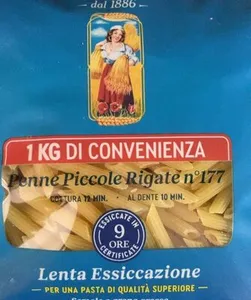 dal 1886
1 KG DI CONVENIENZA
Penne Piccole Rigate n°177
COTTURA 12 MIN. • AL DENTE 10 MIN.
ESSICCATE IN
9
ORE
CERTIFICATE
Lenta Essiccazione
PER UNA PASTA DI QUALITÀ SUPERIORE